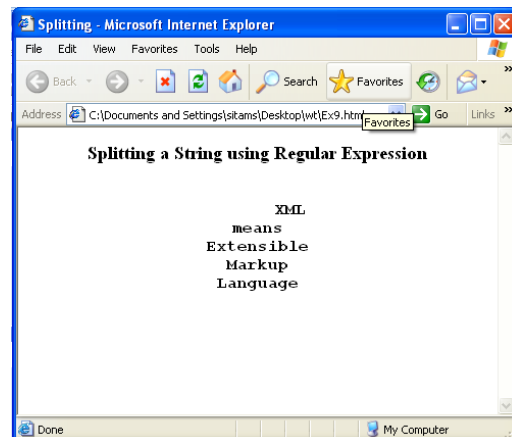 Splitting - Microsoft Internet Explorer
File Edit View Favorites Tools Help
Back Search Favorites
Address C:\Documents and Settings\sitams\Desktop\wt\Ex9.htm Go Links
Favorites
Splitting a String using Regular Expression
XML
means
Extensible
Markup
Language
Done My Computer